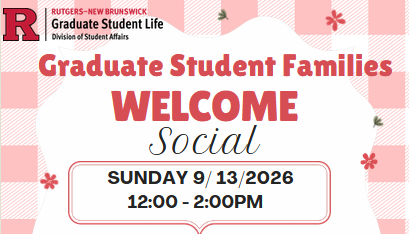 R
RUTGERS–NEW BRUNSWICK
Graduate Student Life
Division of Student Affairs
Graduate Student Families
WELCOME
Social
SUNDAY 9/ 13/2026
12:00 - 2:00PM